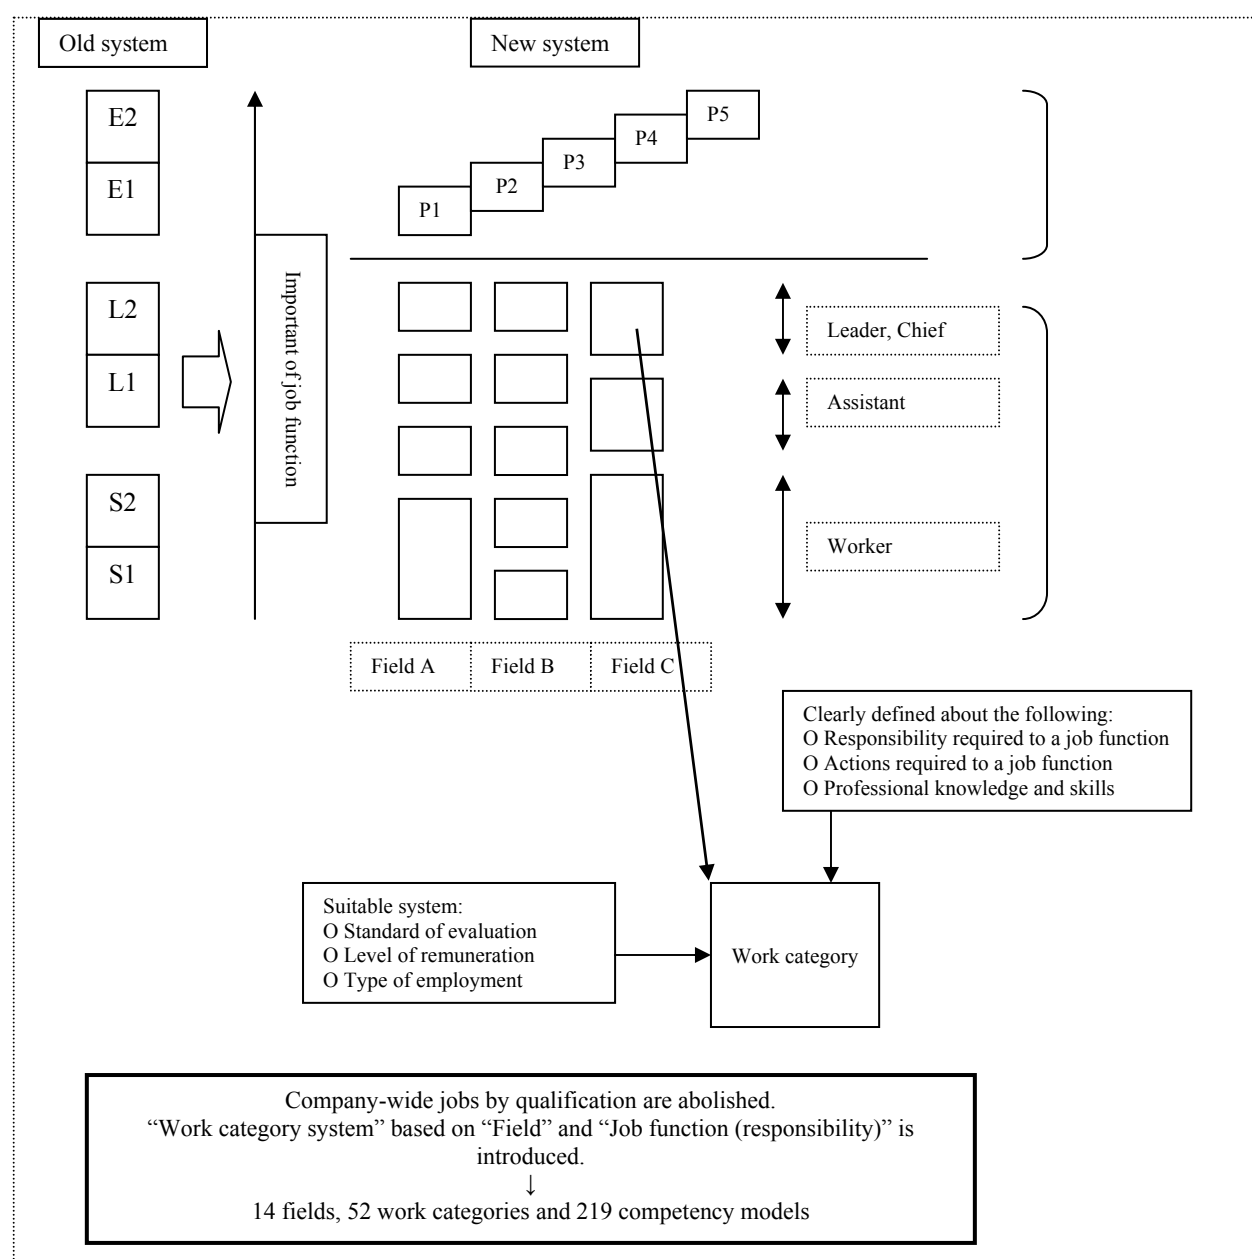 Old system
New system
E2
E1
L2
L1
S2
S1
Important of job function
P1
P2
P3
P4
P5
Leader, Chief
Assistant
Worker
Field A
Field B
Field C
Clearly defined about the following:
O Responsibility required to a job function
O Actions required to a job function
O Professional knowledge and skills
Suitable system:
O Standard of evaluation
O Level of remuneration
O Type of employment
Work category
Company-wide jobs by qualification are abolished.
“Work category system” based on “Field” and “Job function (responsibility)” is
introduced.
↓
14 fields, 52 work categories and 219 competency models